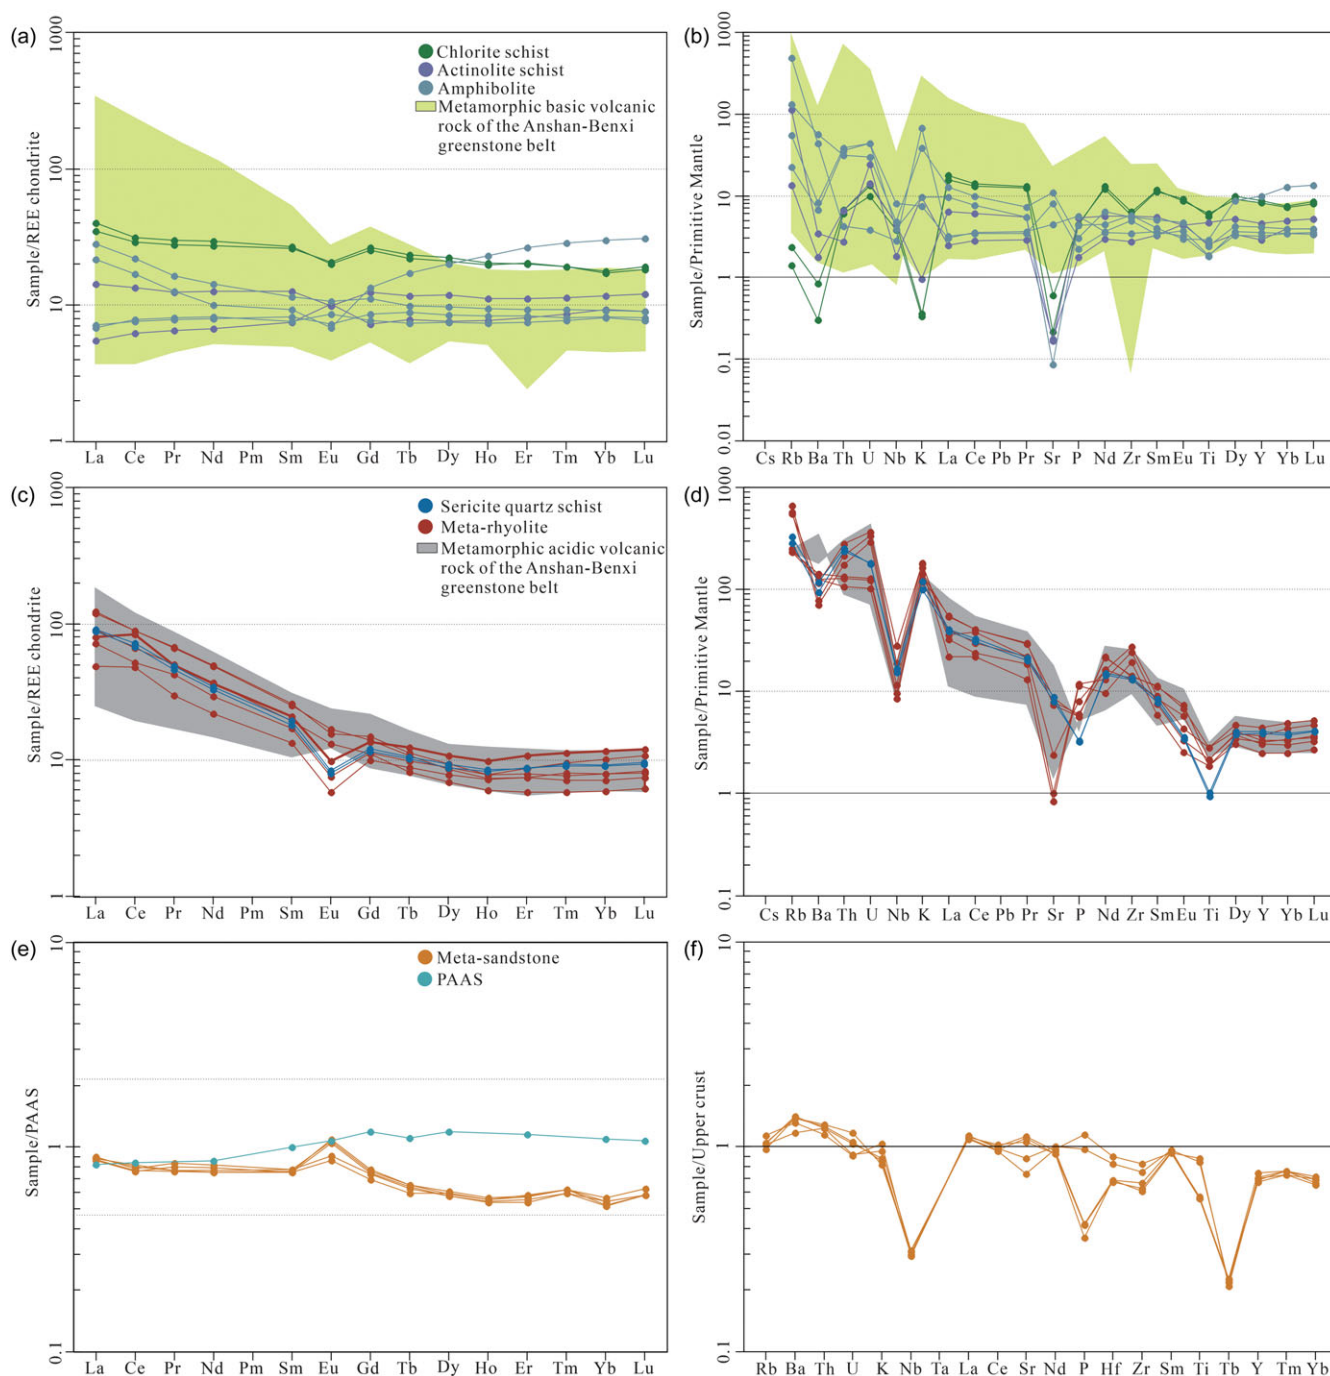 (a)
1000
100
10
1
Sample/REE chondrite
Chlorite schist
Actinolite schist
Amphibolite
Metamorphic basic volcanic
rock of the Anshan-Benxi
greenstone belt
La Ce Pr Nd Pm Sm Eu Gd Tb Dy Ho Er Tm Yb Lu
(b)
1000
100
10
1
0.1
0.01
Sample/Primitive Mantle
Cs Rb Ba Th U Nb K La Ce Pb Pr Sr P Nd Zr Sm Eu Ti Dy Y Yb Lu
(c)
1000
100
10
1
Sample/REE chondrite
Sericite quartz schist
Meta-rhyolite
Metamorphic acidic volcanic
rock of the Anshan-Benxi
greenstone belt
La Ce Pr Nd Pm Sm Eu Gd Tb Dy Ho Er Tm Yb Lu
(d)
1000
100
10
1
0.1
Sample/Primitive Mantle
Cs Rb Ba Th U Nb K La Ce Pb Pr Sr P Nd Zr Sm Eu Ti Dy Y Yb Lu
(e)
10
1
0.1
Sample/PAAS
Meta-sandstone
PAAS
La Ce Pr Nd Pm Sm Eu Gd Tb Dy Ho Er Tm Yb Lu
(f)
10
1
0.1
Sample/Upper crust
Rb Ba Th U K Nb Ta La Ce Sr Nd P Hf Zr Sm Ti Tb Y Tm Yb